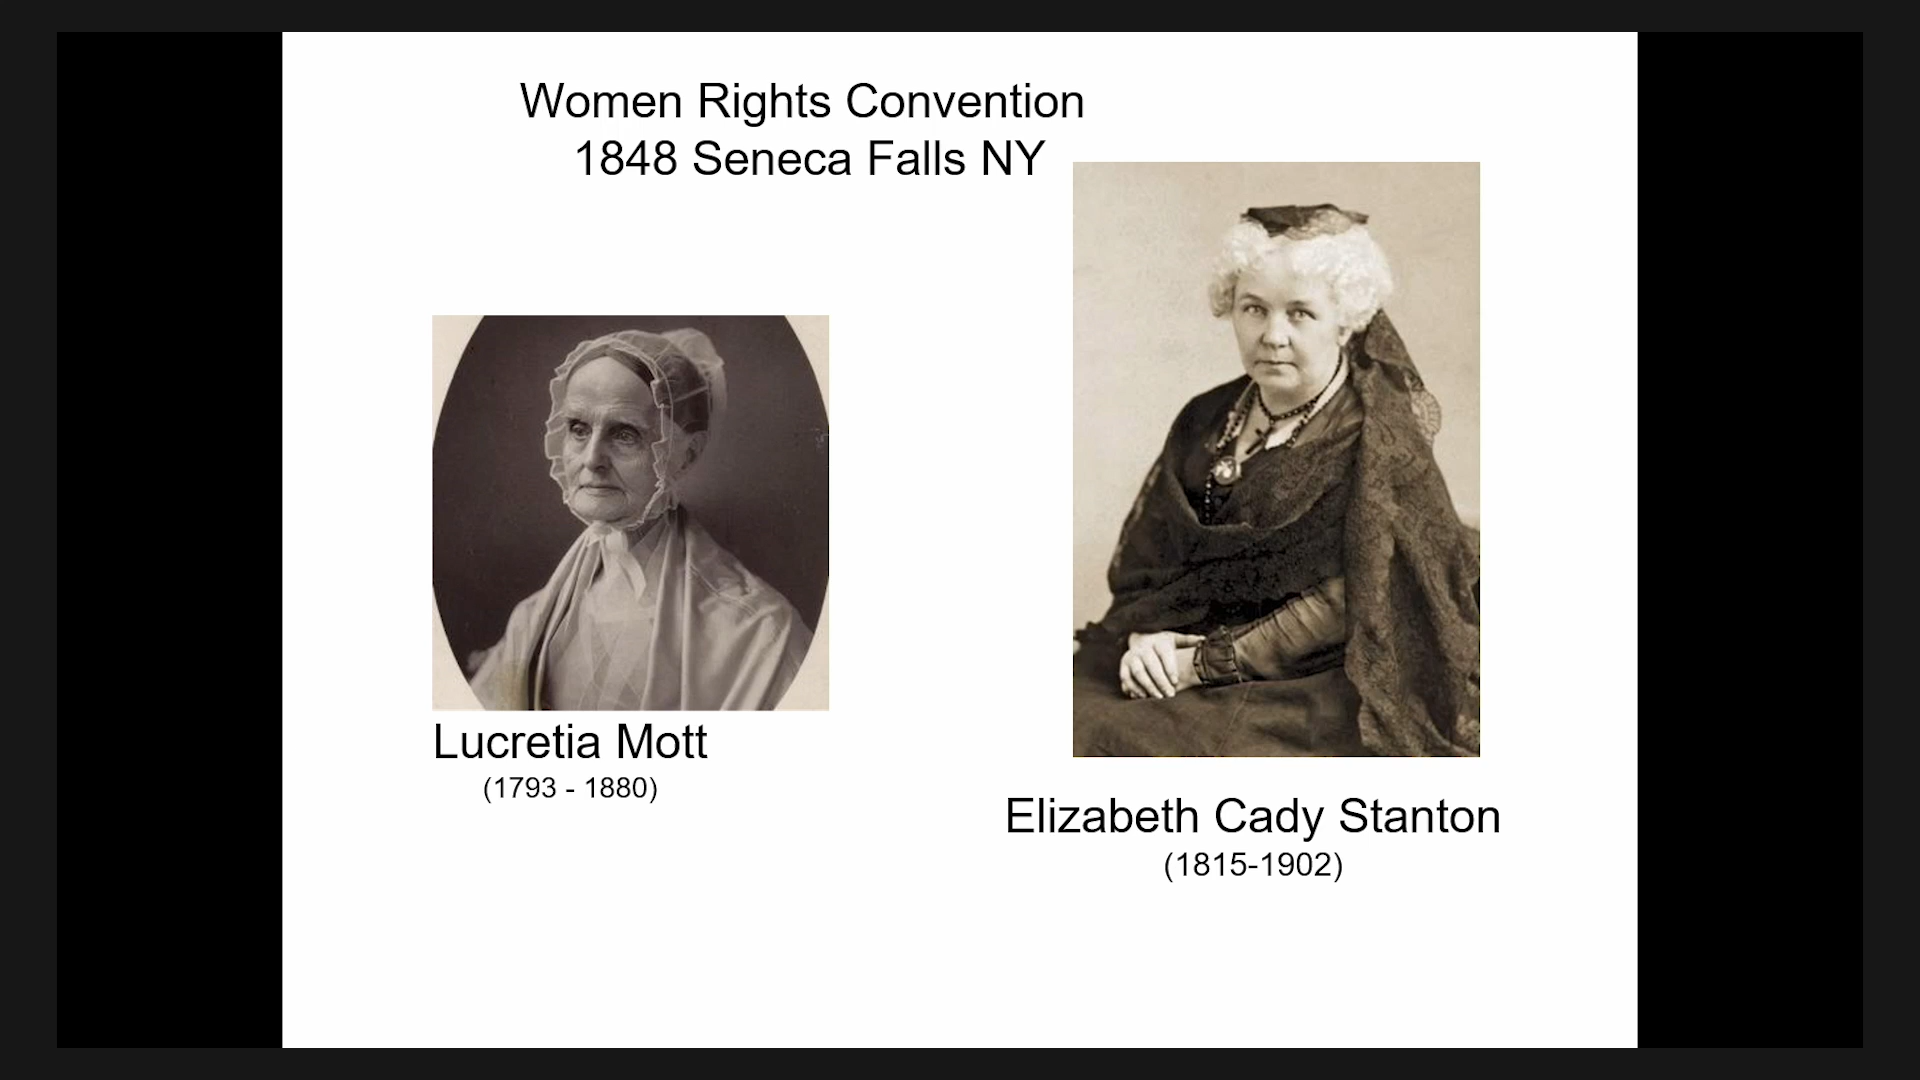 Women Rights Convention
1848 Seneca Falls NY
Lucretia Mott
(1793 - 1880)
Elizabeth Cady Stanton
(1815-1902)